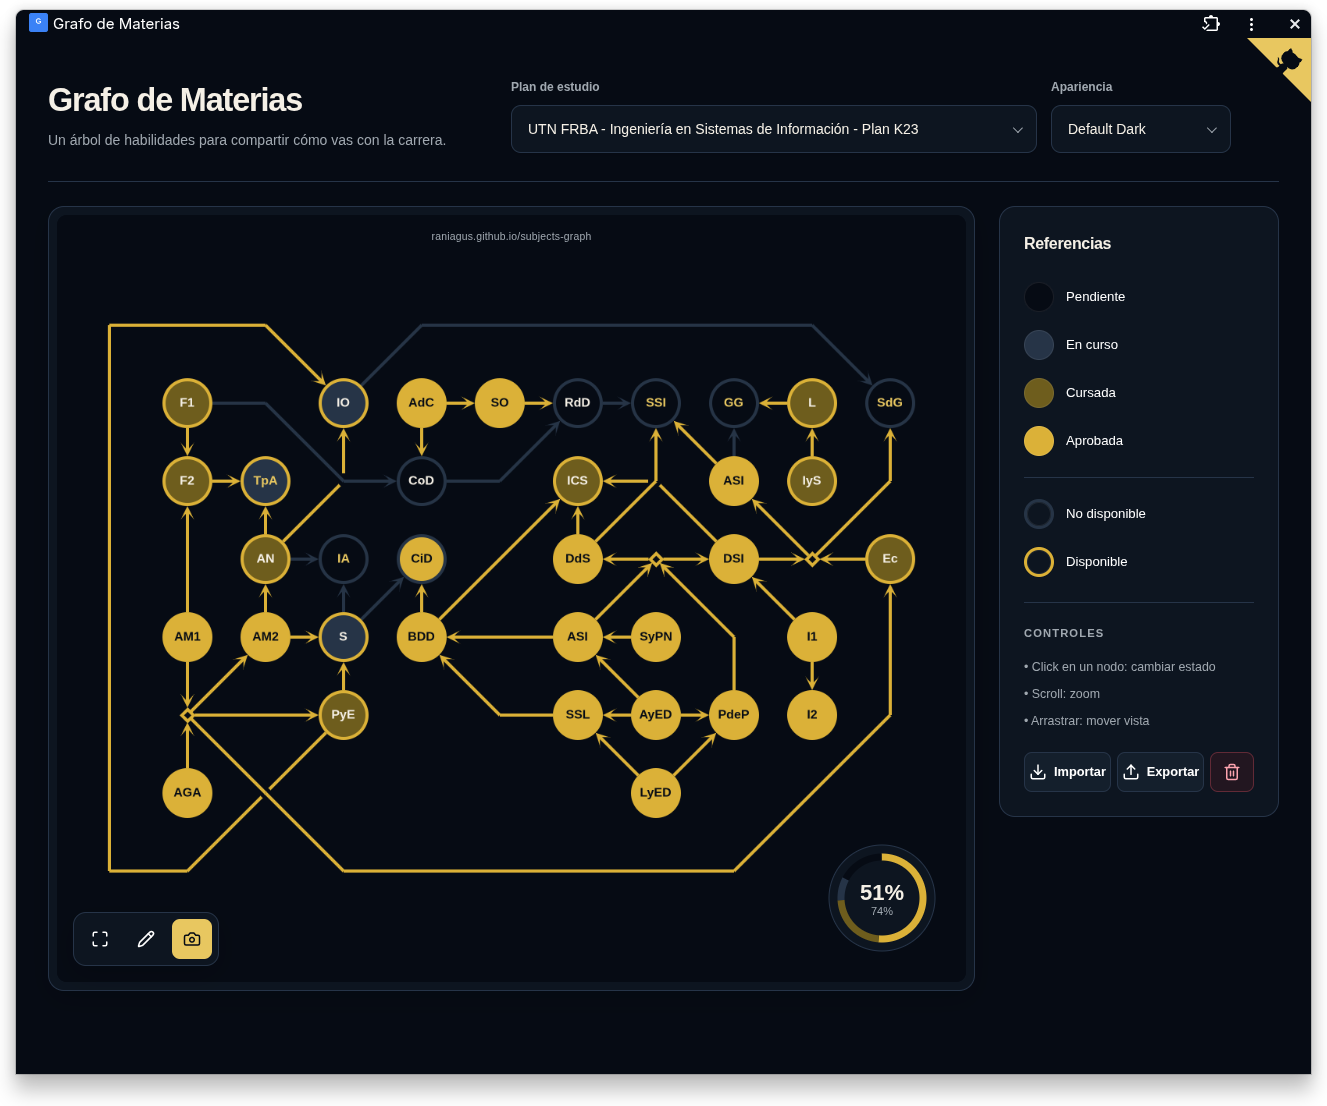 G Grafo de Materias
Grafo de Materias
Un árbol de habilidades para compartir cómo vas con la carrera.
Plan de estudio
UTN FRBA - Ingeniería en Sistemas de Información - Plan K23
Apariencia
Default Dark
raniagus.github.io/subjects-graph
F1 IO AdC SO RdD SSI GG L SdG
F2 TpA CoD ICS ASI IyS
AN IA CiD DdS DSI Ec
AM1 AM2 S BDD ASI SyPN I1
PyE SSL AyED PdeP I2
AGA LyED
51%
74%
Referencias
Pendiente
En curso
Cursada
Aprobada
No disponible
Disponible
CONTROLES
• Click en un nodo: cambiar estado
• Scroll: zoom
• Arrastrar: mover vista
Importar Exportar